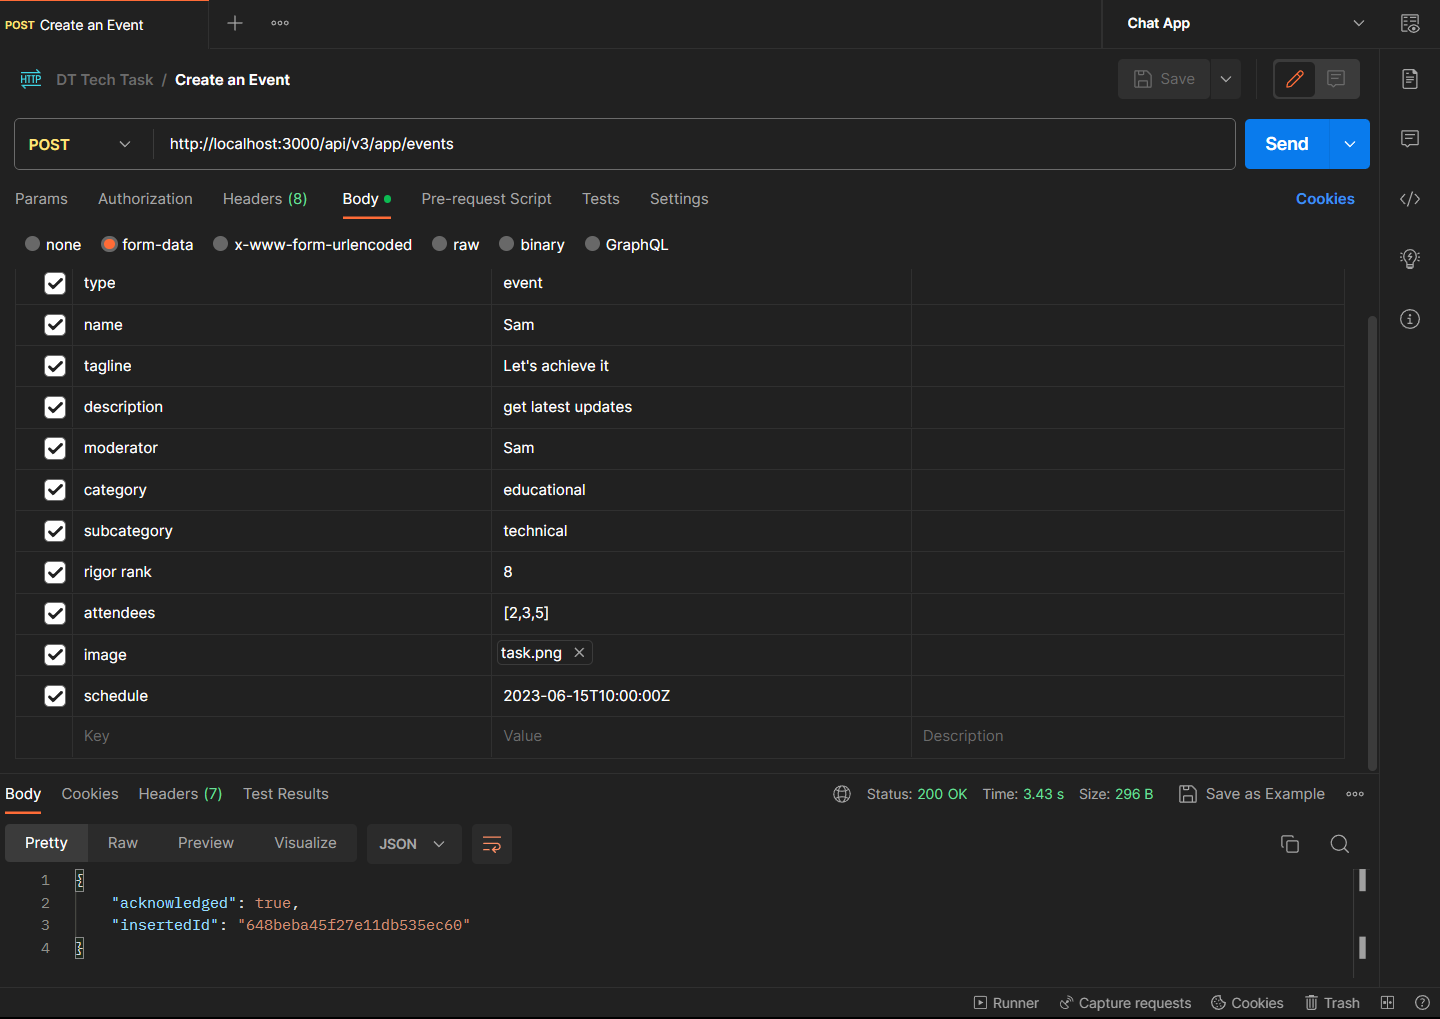 POST Create an Event
Chat App
HTTP DT Tech Task / Create an Event
Save
POST http://localhost:3000/api/v3/app/events Send
Params Authorization Headers (8) Body Pre-request Script Tests Settings Cookies
none form-data x-www-form-urlencoded raw binary GraphQL
type event
name Sam
tagline Let's achieve it
description get latest updates
moderator Sam
category educational
subcategory technical
rigor rank 8
attendees [2,3,5]
image task.png
schedule 2023-06-15T10:00:00Z
Key Value Description
Body Cookies Headers (7) Test Results Status: 200 OK Time: 3.43 s Size: 296 B Save as Example
Pretty Raw Preview Visualize JSON
1 {
2 "acknowledged": true,
3 "insertedId": "648beba45f27e11db535ec60"
4 }
Runner Capture requests Cookies Trash